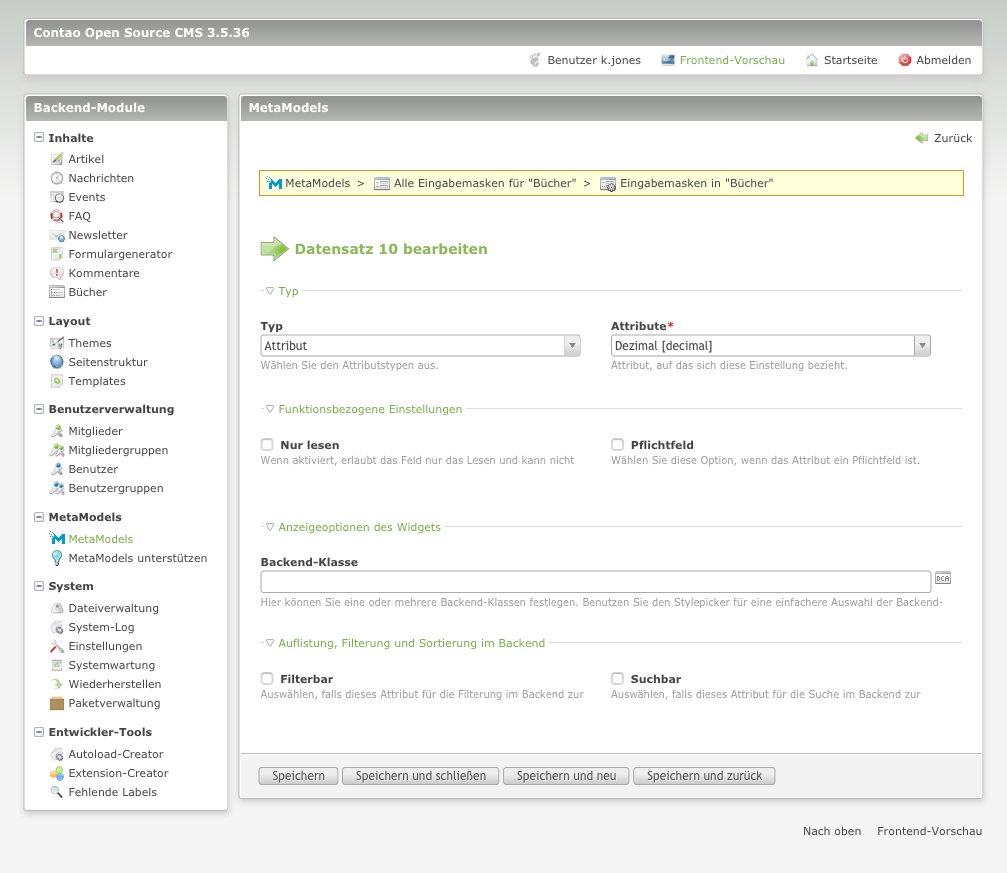 Contao Open Source CMS 3.5.36
Benutzer k.jones Frontend-Vorschau Startseite Abmelden
Backend-Module
Inhalte
Artikel
Nachrichten
Events
FAQ
Newsletter
Formulargenerator
Kommentare
Bücher
Layout
Themes
Seitenstruktur
Templates
Benutzerverwaltung
Mitglieder
Mitgliedergruppen
Benutzer
Benutzergruppen
MetaModels
MetaModels
MetaModels unterstützen
System
Dateiverwaltung
System-Log
Einstellungen
Systemwartung
Wiederherstellen
Paketverwaltung
Entwickler-Tools
Autoload-Creator
Extension-Creator
Fehlende Labels
MetaModels
Zurück
MetaModels > Alle Eingabemasken für "Bücher" > Eingabemasken in "Bücher"
Datensatz 10 bearbeiten
Typ
Typ
Attribut
Wählen Sie den Attributstypen aus.
Attribute*
Dezimal [decimal]
Attribut, auf das sich diese Einstellung bezieht.
Funktionsbezogene Einstellungen
Nur lesen
Wenn aktiviert, erlaubt das Feld nur das Lesen und kann nicht
Pflichtfeld
Wählen Sie diese Option, wenn das Attribut ein Pflichtfeld ist.
Anzeigeoptionen des Widgets
Backend-Klasse
DCA
Hier können Sie eine oder mehrere Backend-Klassen festlegen. Benutzen Sie den Stylepicker für eine einfachere Auswahl der Backend-
Auflistung, Filterung und Sortierung im Backend
Filterbar
Auswählen, falls dieses Attribut für die Filterung im Backend zur
Suchbar
Auswählen, falls dieses Attribut für die Suche im Backend zur
Speichern Speichern und schließen Speichern und neu Speichern und zurück
Nach oben Frontend-Vorschau